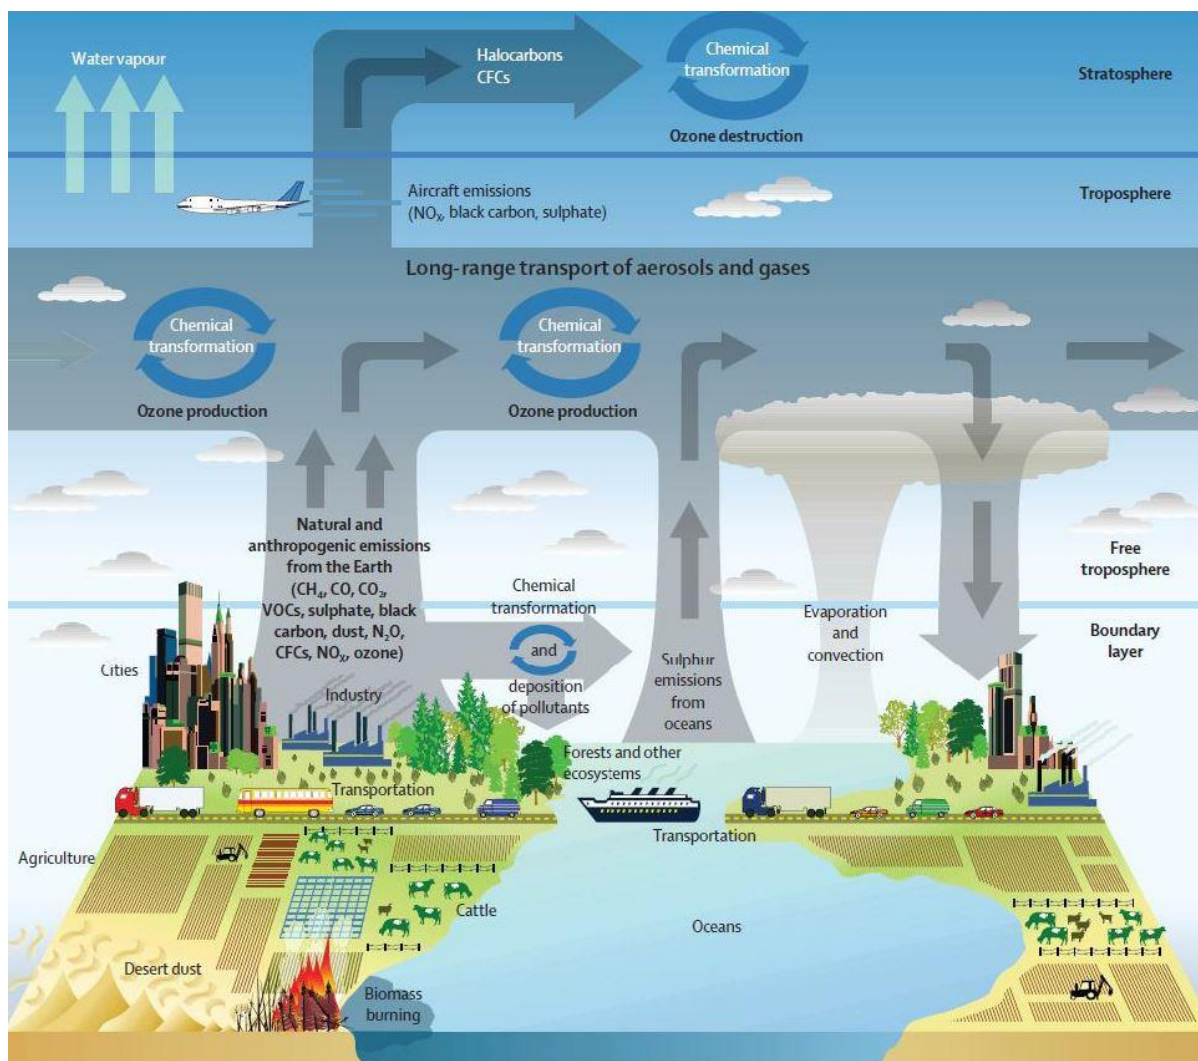 Water vapour
Halocarbons
CFCs
Chemical
transformation
Ozone destruction
Stratosphere
Aircraft emissions
(NOₓ, black carbon, sulphate)
Troposphere
Long-range transport of aerosols and gases
Chemical
transformation
Ozone production
Chemical
transformation
Ozone production
Natural and
anthropogenic emissions
from the Earth
(CH₄, CO, CO₂,
VOCs, sulphate, black
carbon, dust, N₂O,
CFCs, NOₓ, ozone)
Chemical
transformation
and
deposition
of pollutants
Free
troposphere
Evaporation
and
convection
Boundary
layer
Sulphur
emissions
from
oceans
Cities
Industry
Forests and other
ecosystems
Transportation
Transportation
Agriculture
Cattle
Oceans
Desert dust
Biomass
burning